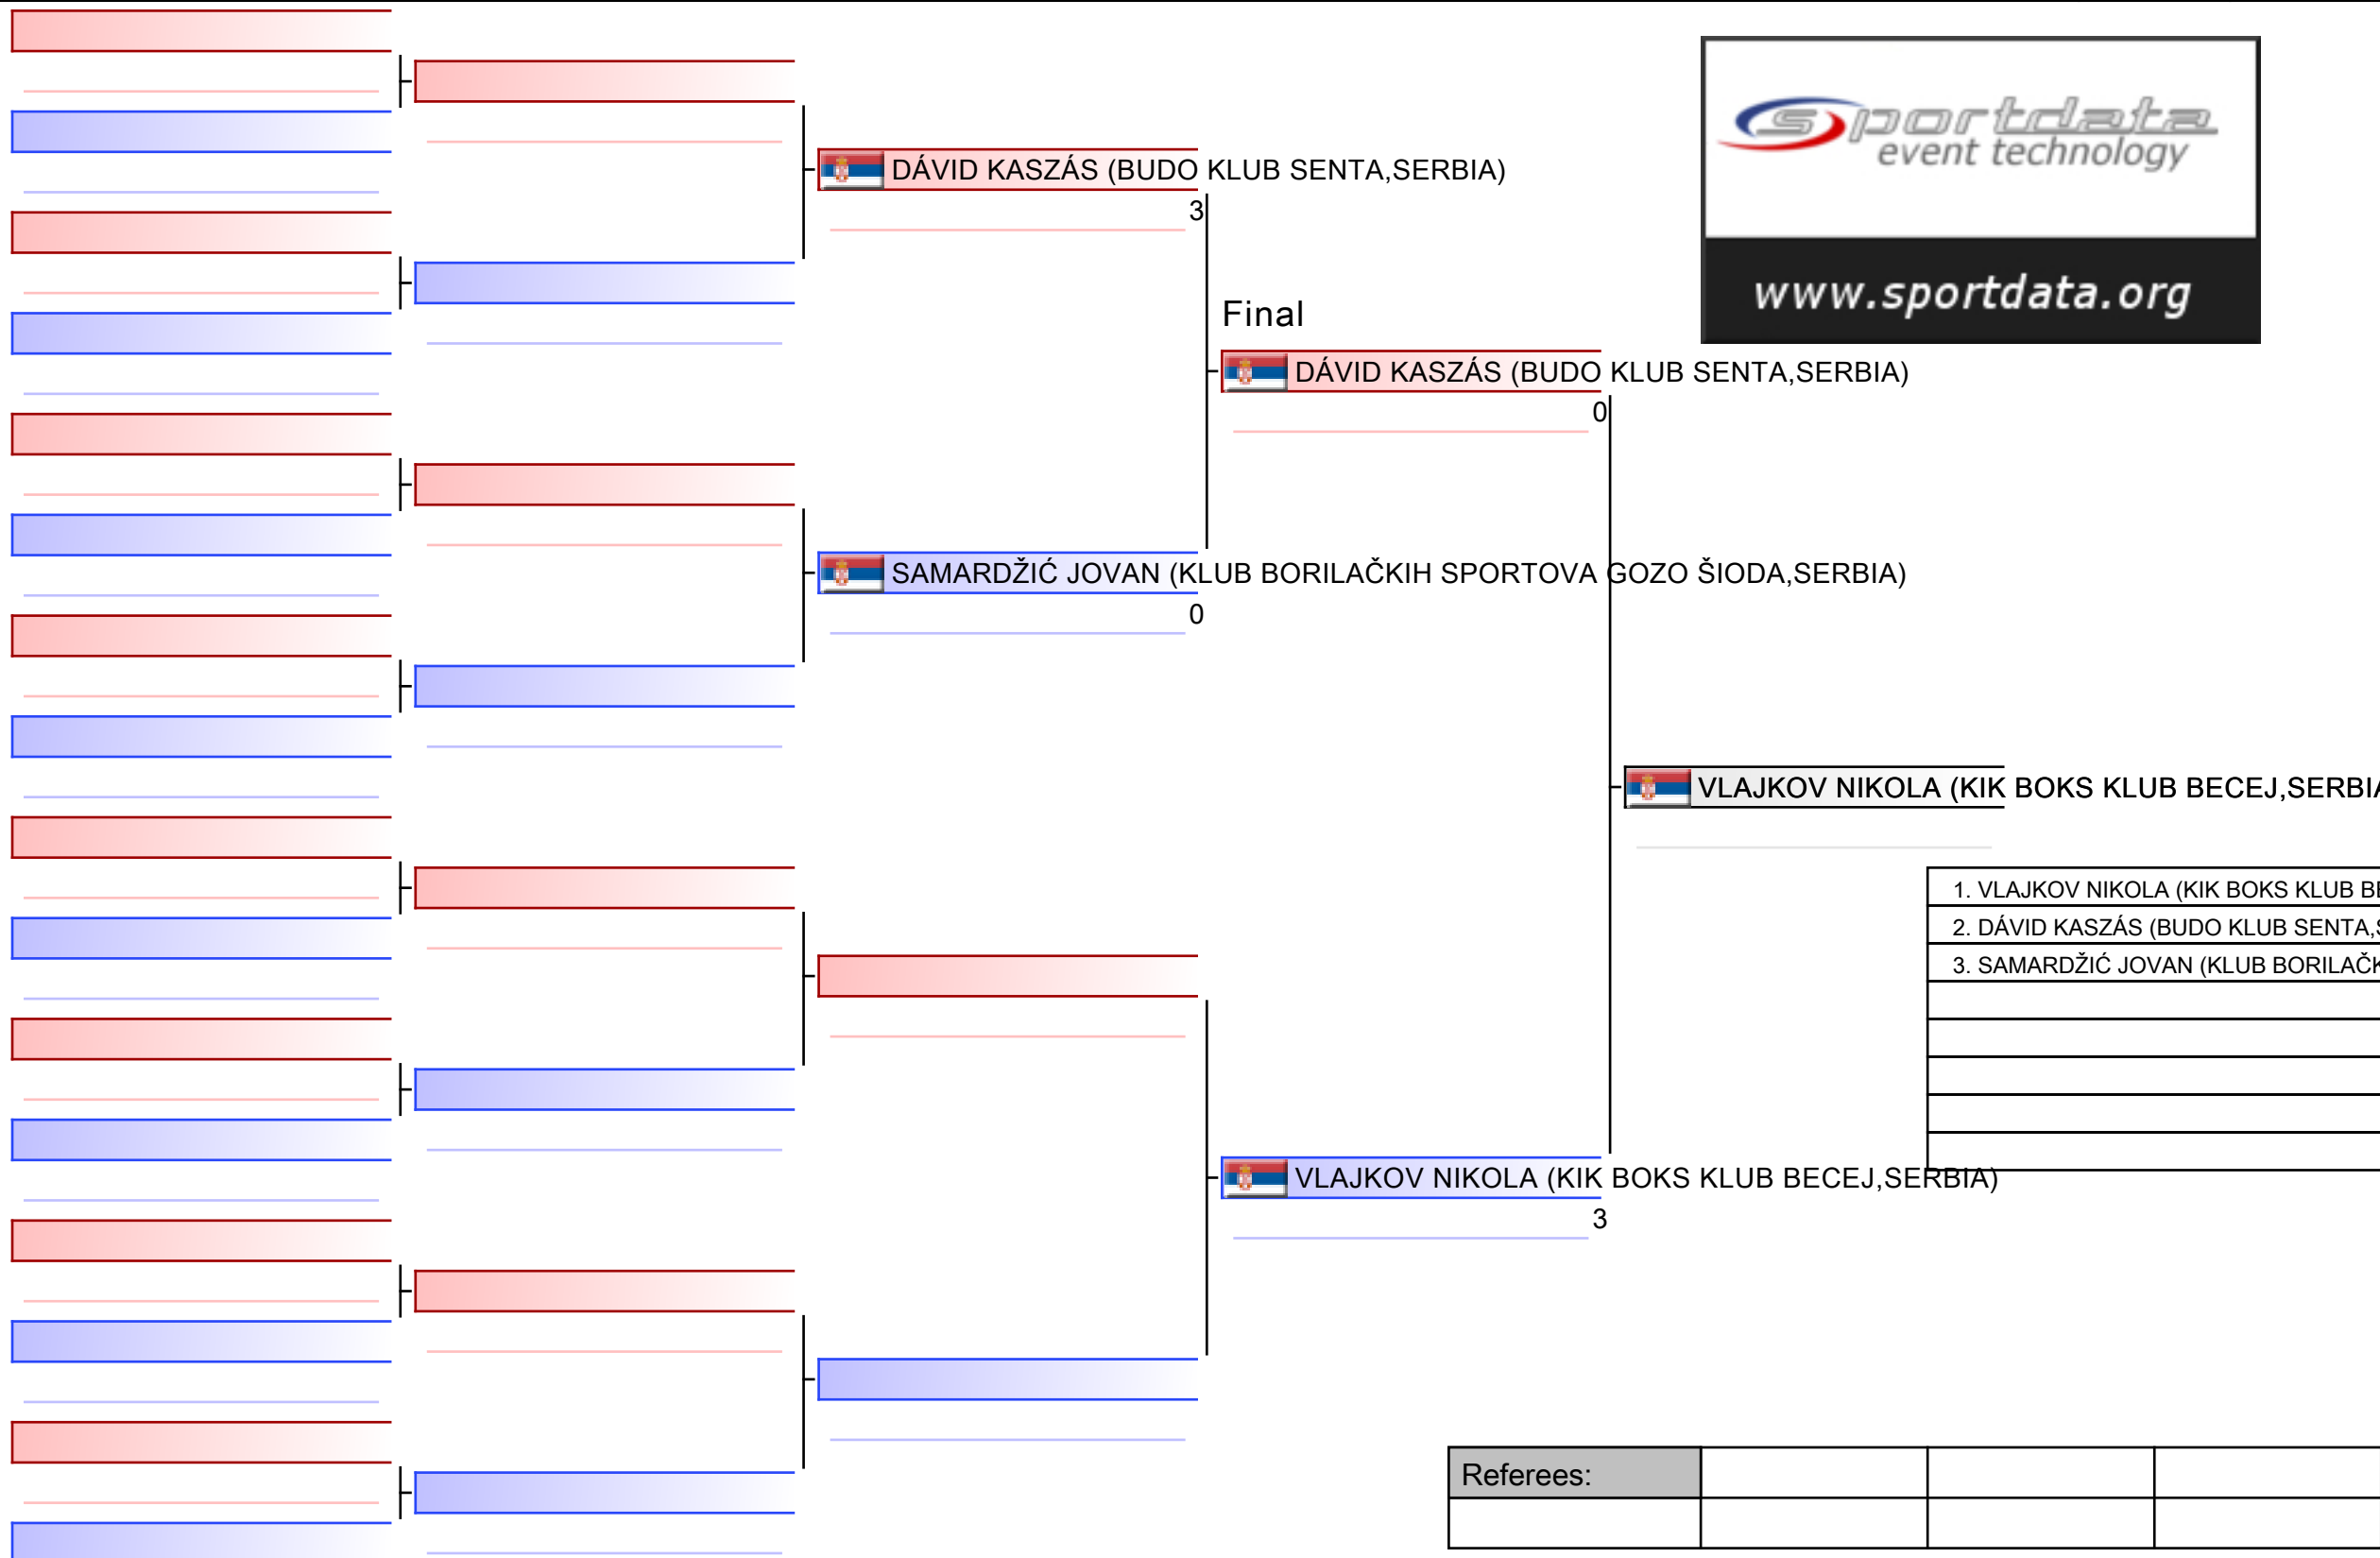 sportdata
event technology
www.sportdata.org
DÁVID KASZÁS (BUDO KLUB SENTA,SERBIA)
3
Final
DÁVID KASZÁS (BUDO KLUB SENTA,SERBIA)
0
SAMARDŽIĆ JOVAN (KLUB BORILAČKIH SPORTOVA GOZO ŠIODA,SERBIA)
0
VLAJKOV NIKOLA (KIK BOKS KLUB BECEJ,SERBIA
1. VLAJKOV NIKOLA (KIK BOKS KLUB BE
2. DÁVID KASZÁS (BUDO KLUB SENTA,S
3. SAMARDŽIĆ JOVAN (KLUB BORILAČK
VLAJKOV NIKOLA (KIK BOKS KLUB BECEJ,SERBIA)
3
Referees: